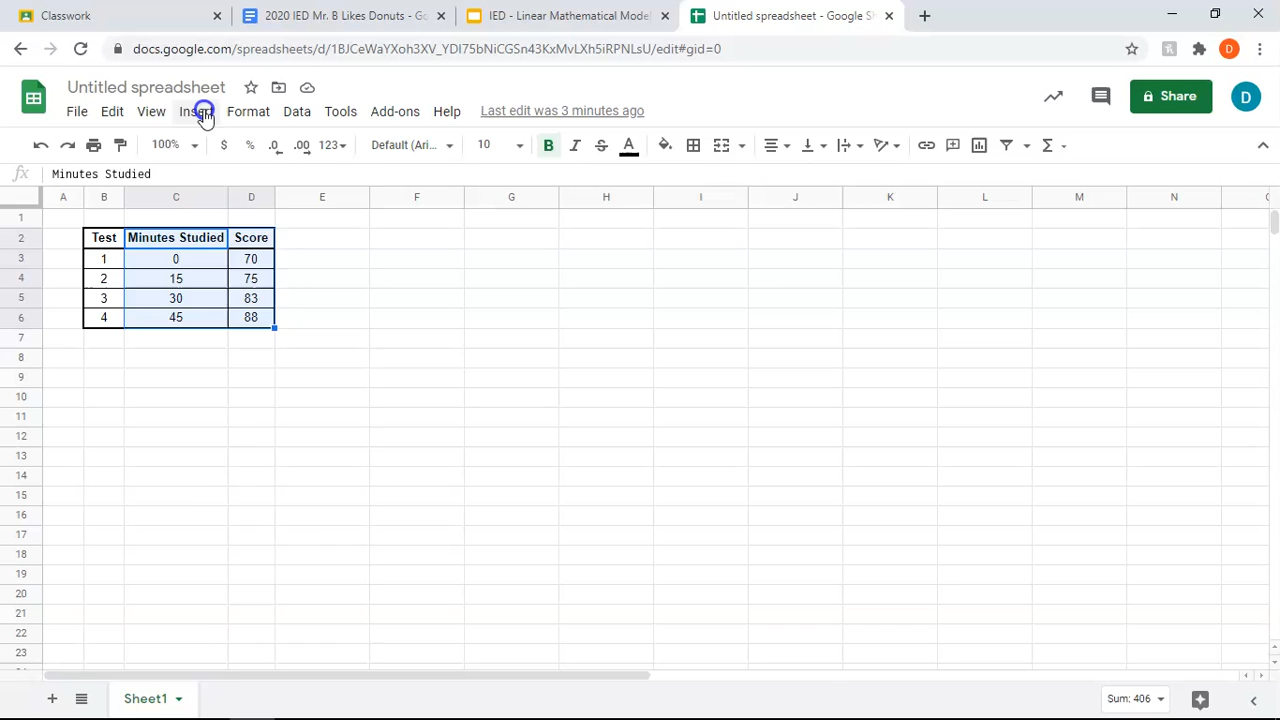 Classwork
2020 IED Mr. B Likes Donuts - Goog
IED - Linear Mathematical Mode
Untitled spreadsheet - Google Sh
docs.google.com/spreadsheets/d/1BJCeWaYXoh3XV_YDI75bNiCGSm43KxMvLXh5iRPNLsU/edit#gid=0
D
Untitled spreadsheet
File Edit View Insert Format Data Tools Add-ons Help Last edit was 3 minutes ago
Share
D
100% $ % .0 .00 123 Default (Ari... 10 B I S A
fx Minutes Studied
A B C D E F G H I J K L M N
1
2 Test Minutes Studied Score
3 1 0 70
4 2 15 75
5 3 30 83
6 4 45 88
7
8
9
10
11
12
13
14
15
16
17
18
19
20
21
22
23
Sheet1
Sum: 406